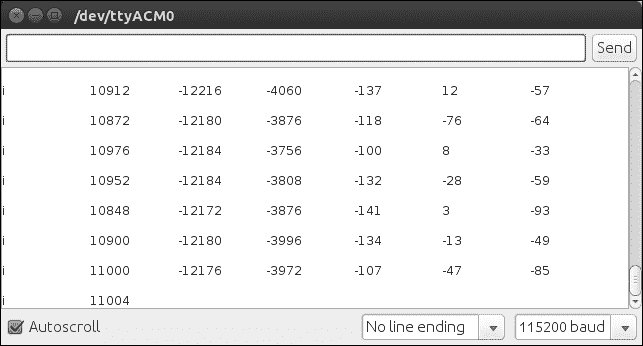 /dev/ttyACM0
Send
i 10912 -12216 -4060 -137 12 -57
i 10872 -12180 -3876 -118 -76 -64
i 10976 -12184 -3756 -100 8 -33
i 10952 -12184 -3808 -132 -28 -59
i 10848 -12172 -3876 -141 3 -93
i 10900 -12180 -3996 -134 -13 -49
i 11000 -12176 -3972 -107 -47 -85
i 11004
Autoscroll No line ending 115200 baud